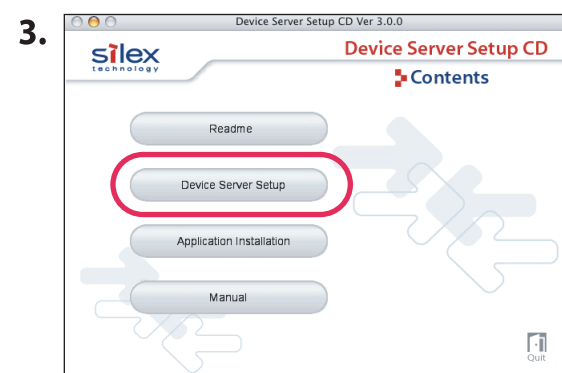 3.
Device Server Setup CD Ver 3.0.0
silex
technology
Device Server Setup CD
Contents
Readme
Device Server Setup
Application Installation
Manual
Quit